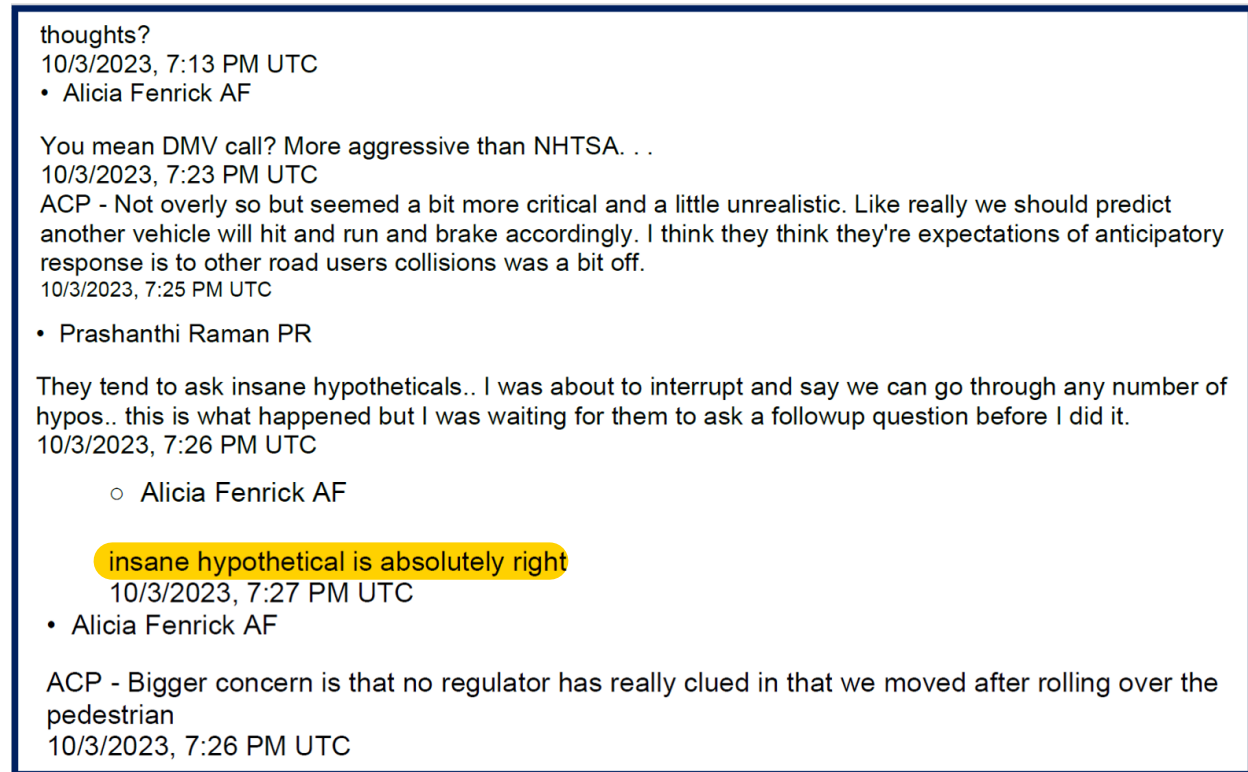 thoughts?
10/3/2023, 7:13 PM UTC
• Alicia Fenrick AF
You mean DMV call? More aggressive than NHTSA. . .
10/3/2023, 7:23 PM UTC
ACP - Not overly so but seemed a bit more critical and a little unrealistic. Like really we should predict
another vehicle will hit and run and brake accordingly. I think they think they're expectations of anticipatory
response is to other road users collisions was a bit off.
10/3/2023, 7:25 PM UTC
• Prashanthi Raman PR
They tend to ask insane hypotheticals.. I was about to interrupt and say we can go through any number of
hypos.. this is what happened but I was waiting for them to ask a followup question before I did it.
10/3/2023, 7:26 PM UTC
○ Alicia Fenrick AF
insane hypothetical is absolutely right
10/3/2023, 7:27 PM UTC
• Alicia Fenrick AF
ACP - Bigger concern is that no regulator has really clued in that we moved after rolling over the
pedestrian
10/3/2023, 7:26 PM UTC